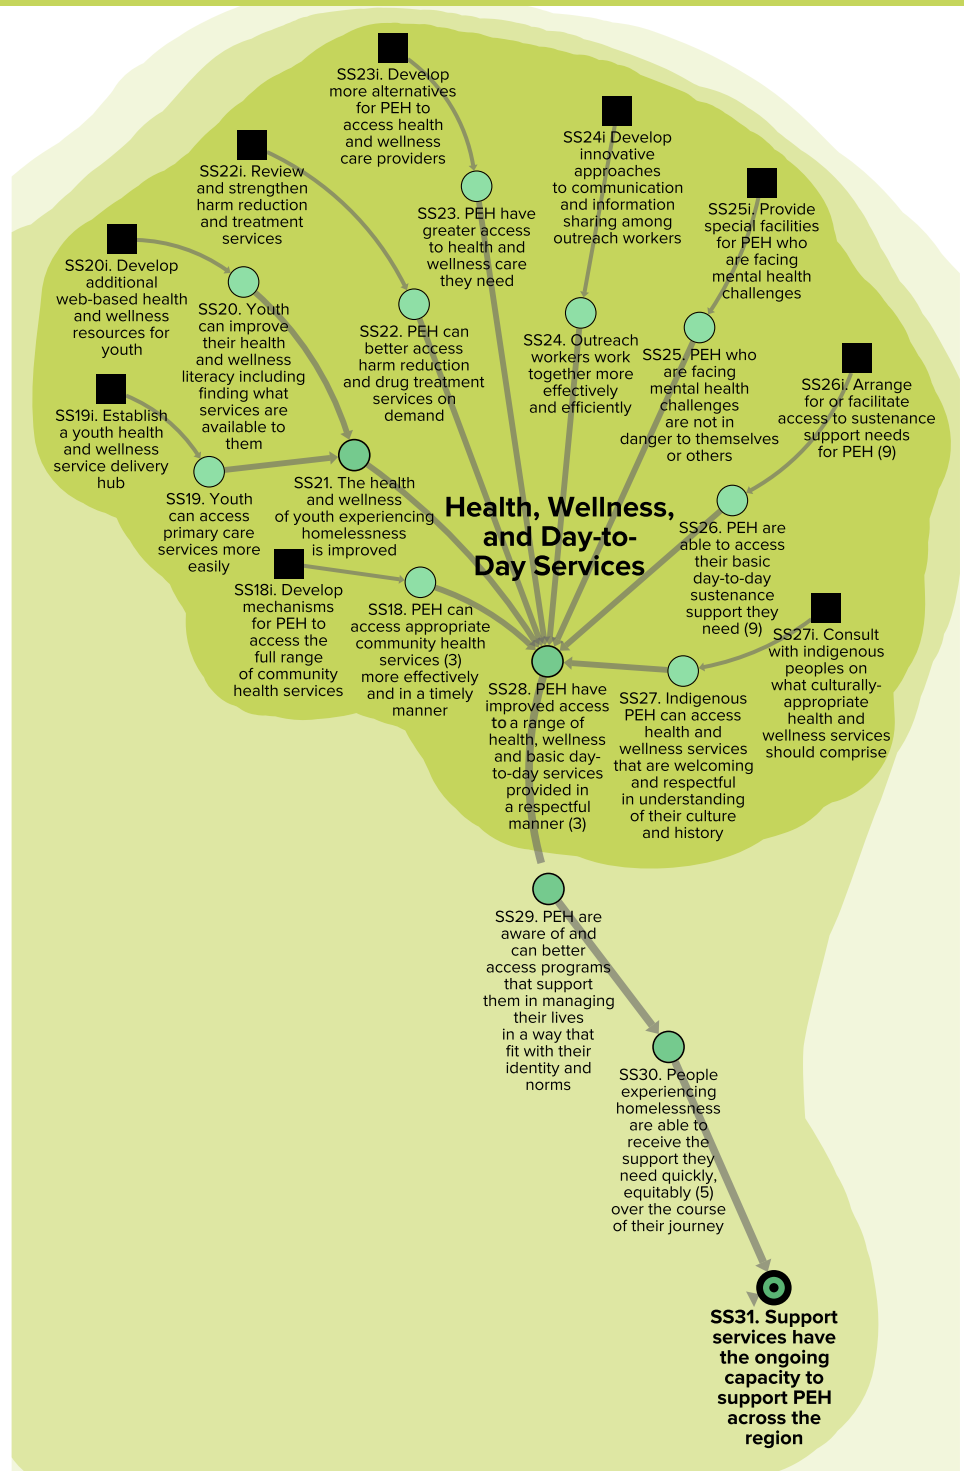 SS23i. Develop
more alternatives
for PEH to
access health
and wellness
care providers
SS24i Develop
innovative
approaches
to communication
and information
sharing among
outreach workers
SS22i. Review
and strengthen
harm reduction
and treatment
services
SS25i. Provide
special facilities
for PEH who
are facing
mental health
challenges
SS23. PEH have
greater access
to health and
wellness care
they need
SS20i. Develop
additional
web-based health
and wellness
resources for
youth
SS20. Youth
can improve
their health
and wellness
literacy including
finding what
services are
available to
them
SS22. PEH can
better access
harm reduction
and drug treatment
services on
demand
SS24. Outreach
workers work
together more
effectively
and efficiently
SS25. PEH who
are facing
mental health
challenges
are not in
danger to themselves
or others
SS26i. Arrange
for or facilitate
access to sustenance
support needs
for PEH (9)
SS19i. Establish
a youth health
and wellness
service delivery
hub
SS19. Youth
can access
primary care
services more
easily
SS21. The health
and wellness
of youth experiencing
homelessness
is improved
Health, Wellness,
and Day-to-
Day Services
SS26. PEH are
able to access
their basic
day-to-day
sustenance
support they
need (9)
SS18i. Develop
mechanisms
for PEH to
access the
full range
of community
health services
SS18. PEH can
access appropriate
community health
services (3)
more effectively
and in a timely
manner
SS28. PEH have
improved access
to a range of
health, wellness
and basic day-
to-day services
provided in
a respectful
manner (3)
SS27. Indigenous
PEH can access
health and
wellness services
that are welcoming
and respectful
in understanding
of their culture
and history
SS27i. Consult
with indigenous
peoples on
what culturally-
appropriate
health and
wellness services
should comprise
SS29. PEH are
aware of and
can better
access programs
that support
them in managing
their lives
in a way that
fit with their
identity and
norms
SS30. People
experiencing
homelessness
are able to
receive the
support they
need quickly,
equitably (5)
over the course
of their journey
SS31. Support
services have
the ongoing
capacity to
support PEH
across the
region